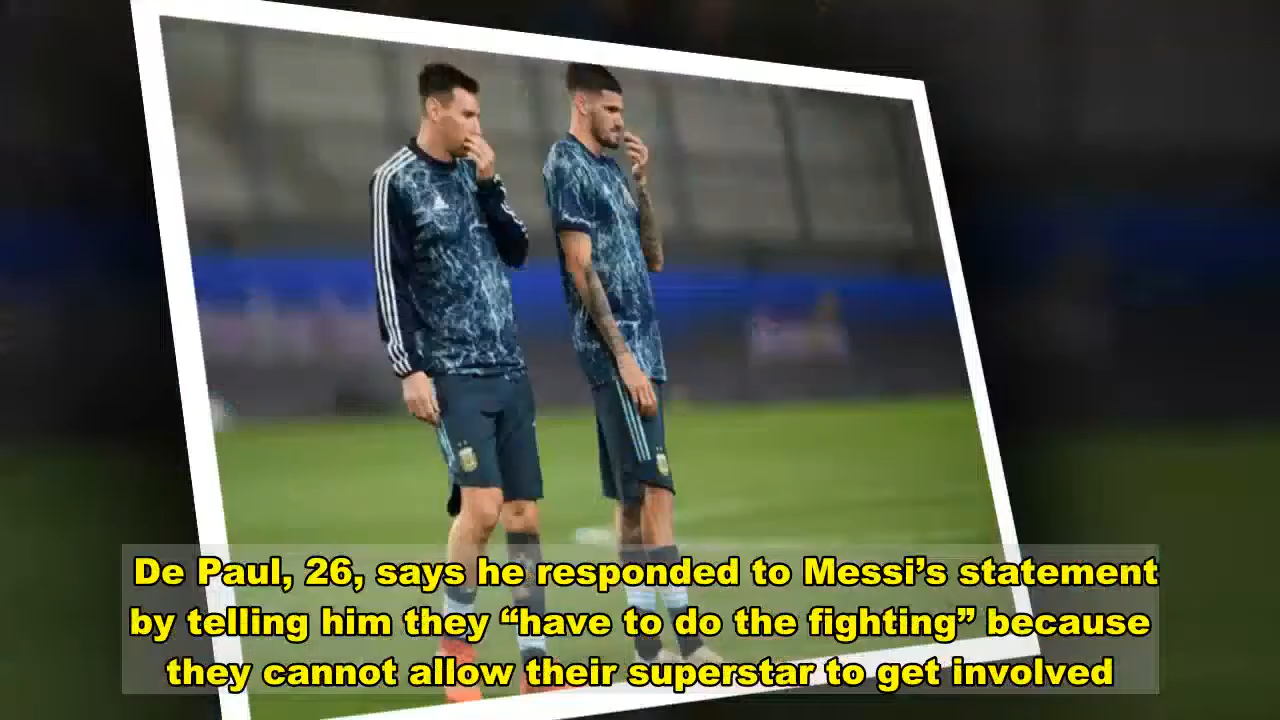 De Paul, 26, says he responded to Messi’s statement
by telling him they “have to do the fighting” because
they cannot allow their superstar to get involved